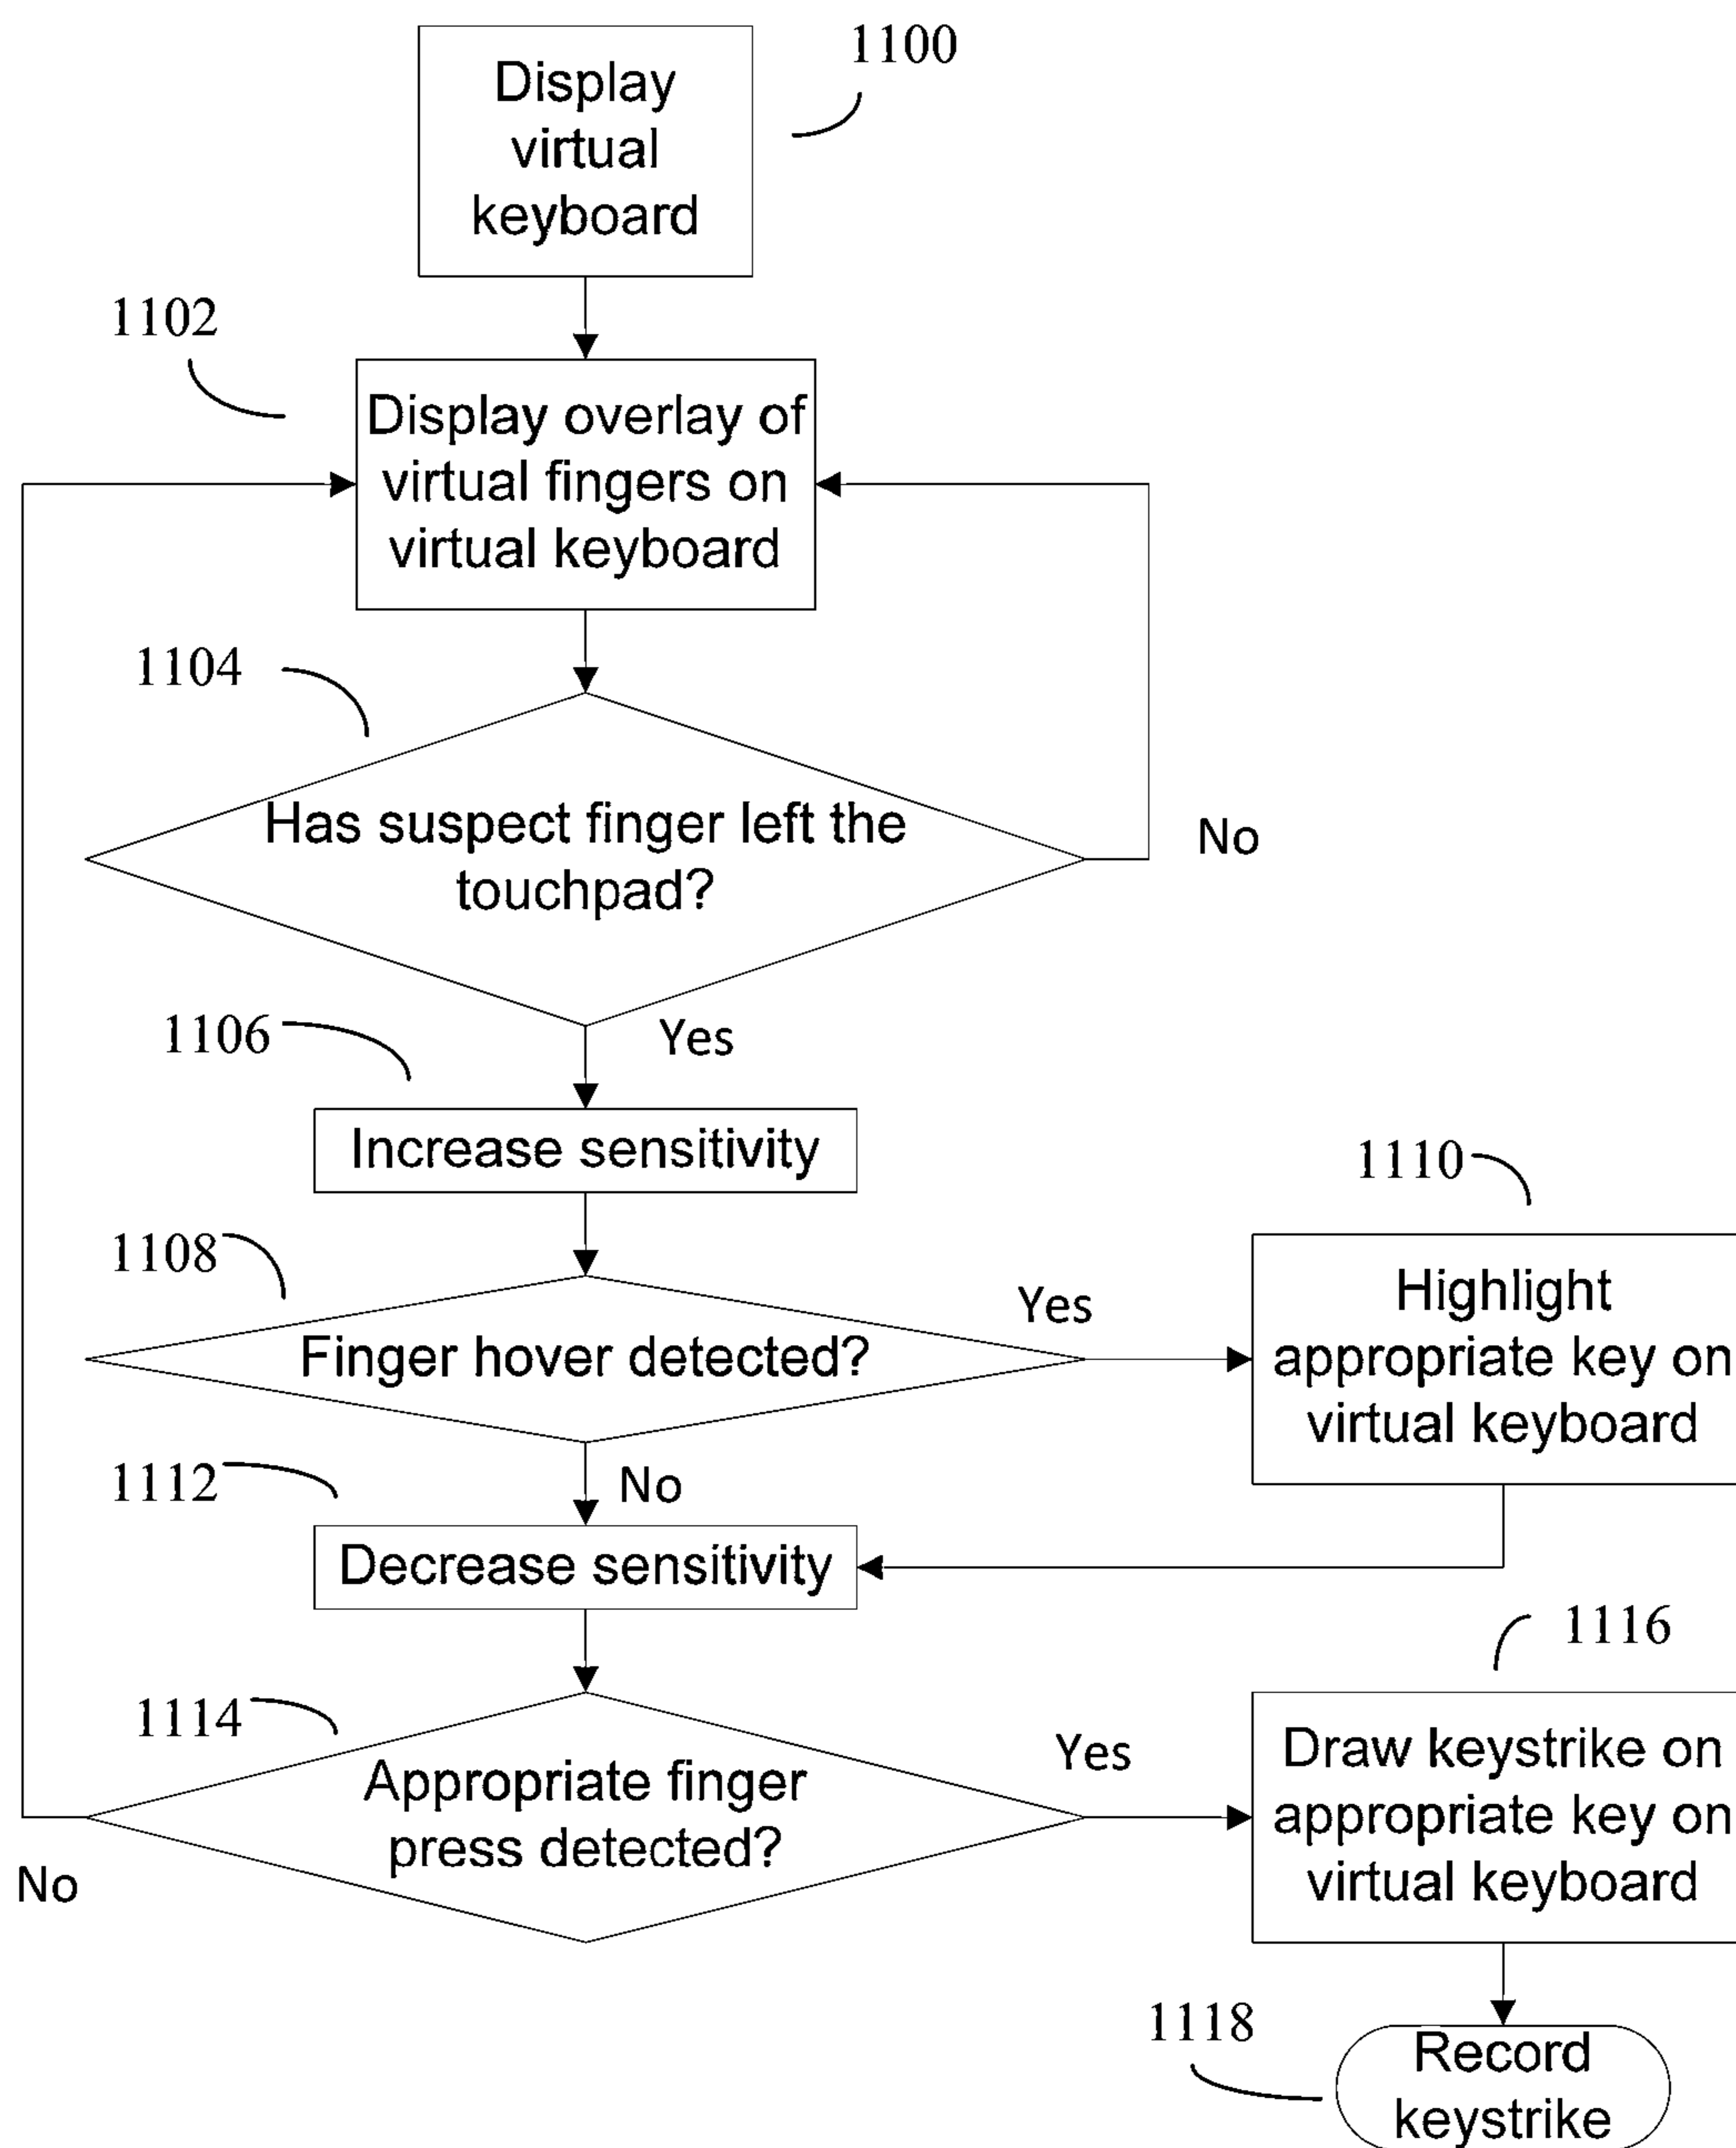 1100
Display
virtual
keyboard
1102
Display overlay of
virtual fingers on
virtual keyboard
1104
Has suspect finger left the
touchpad?
No
1106
Yes
Increase sensitivity
1108
Finger hover detected?
Yes
1110
Highlight
appropriate key on
virtual keyboard
1112
No
Decrease sensitivity
1114
Appropriate finger
press detected?
No
Yes
1116
Draw keystrike on
appropriate key on
virtual keyboard
1118
Record
keystrike